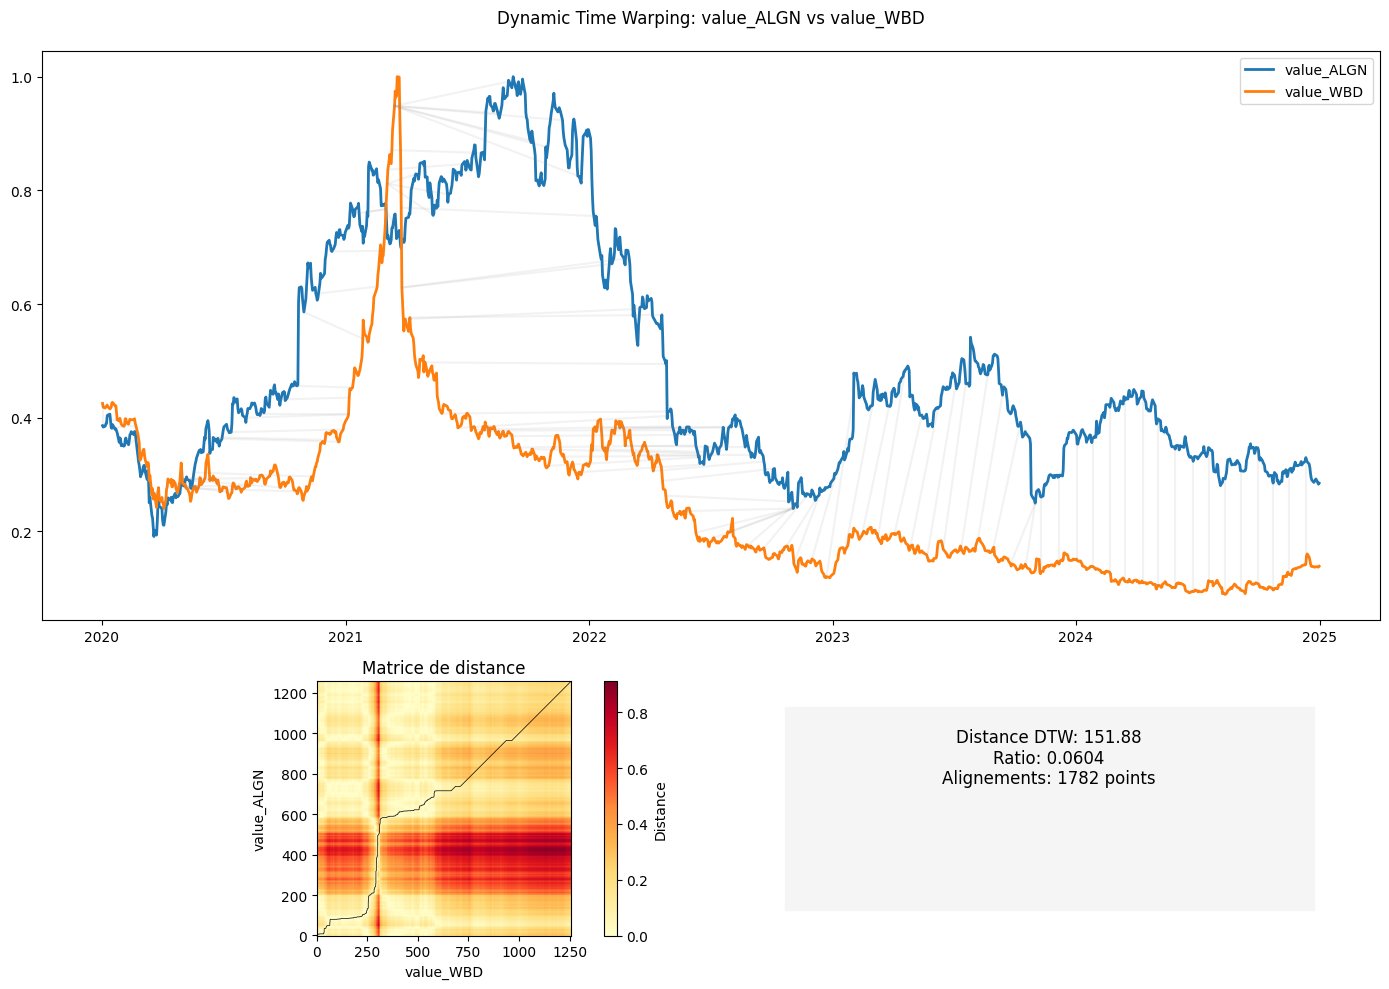 Dynamic Time Warping: value_ALGN vs value_WBD
value_ALGN
value_WBD
1.0
0.8
0.6
0.4
0.2
2020 2021 2022 2023 2024 2025
Matrice de distance
1200
1000
800
600
400
200
0
value_ALGN
0 250 500 750 1000 1250
value_WBD
0.8
0.6
0.4
0.2
0.0
Distance
Distance DTW: 151.88
Ratio: 0.0604
Alignements: 1782 points